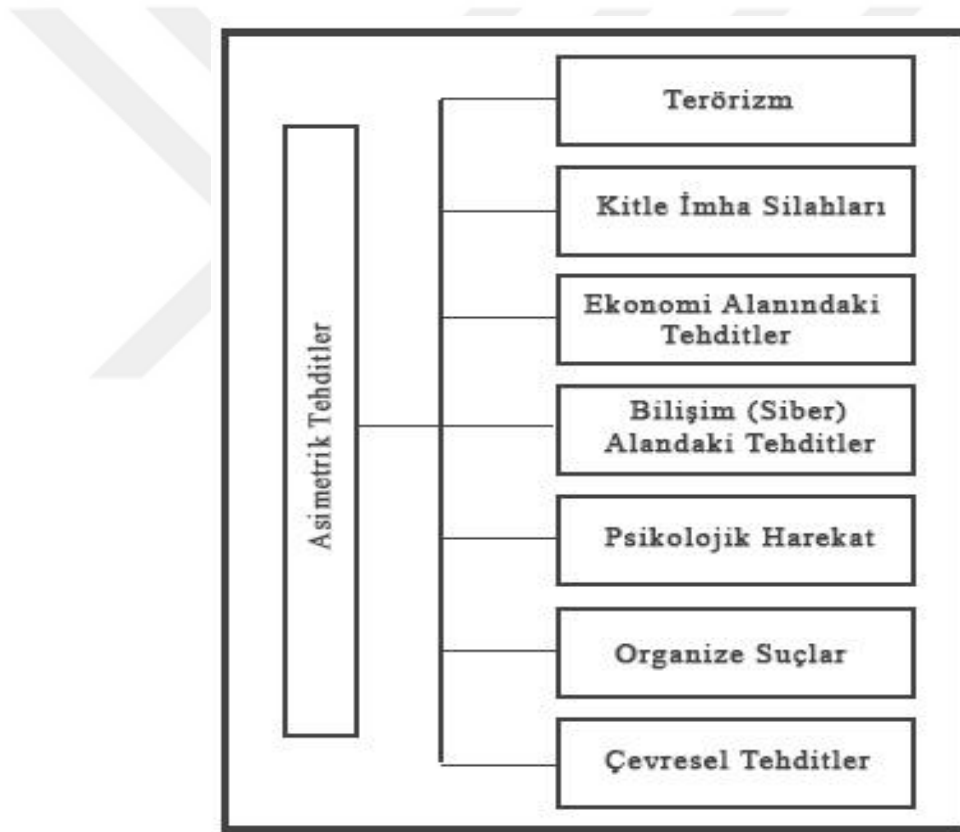 Asimetrik Tehditler
Terörizm
Kitle İmha Silahları
Ekonomi Alanındaki
Tehditler
Bilişim (Siber)
Alandaki Tehditler
Psikolojik Harekat
Organize Suçlar
Çevresel Tehditler